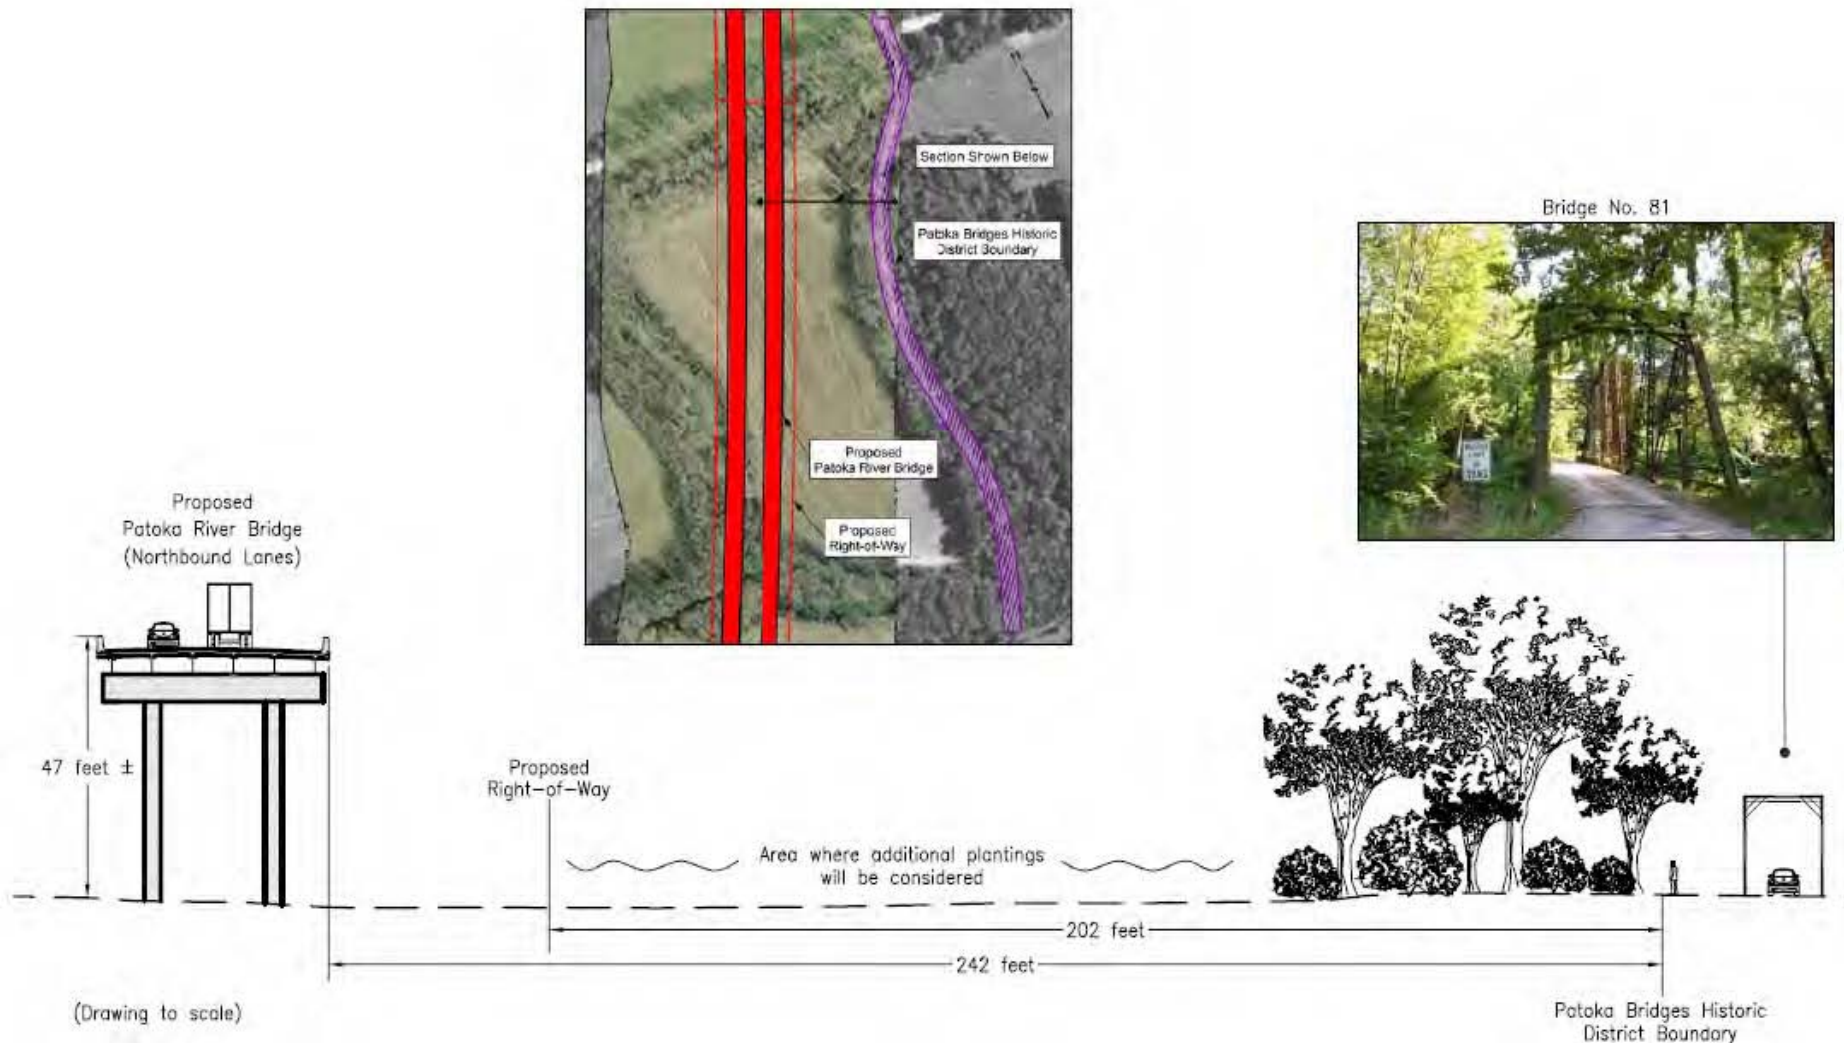 Section Shown Below
Patoka Bridges Historic
District Boundary
Proposed
Patoka River Bridge
Proposed
Right-of-Way
Bridge No. 81
Proposed
Patoka River Bridge
(Northbound Lanes)
47 feet ±
Proposed
Right-of-Way
Area where additional plantings
will be considered
202 feet
242 feet
(Drawing to scale)
Patoka Bridges Historic
District Boundary